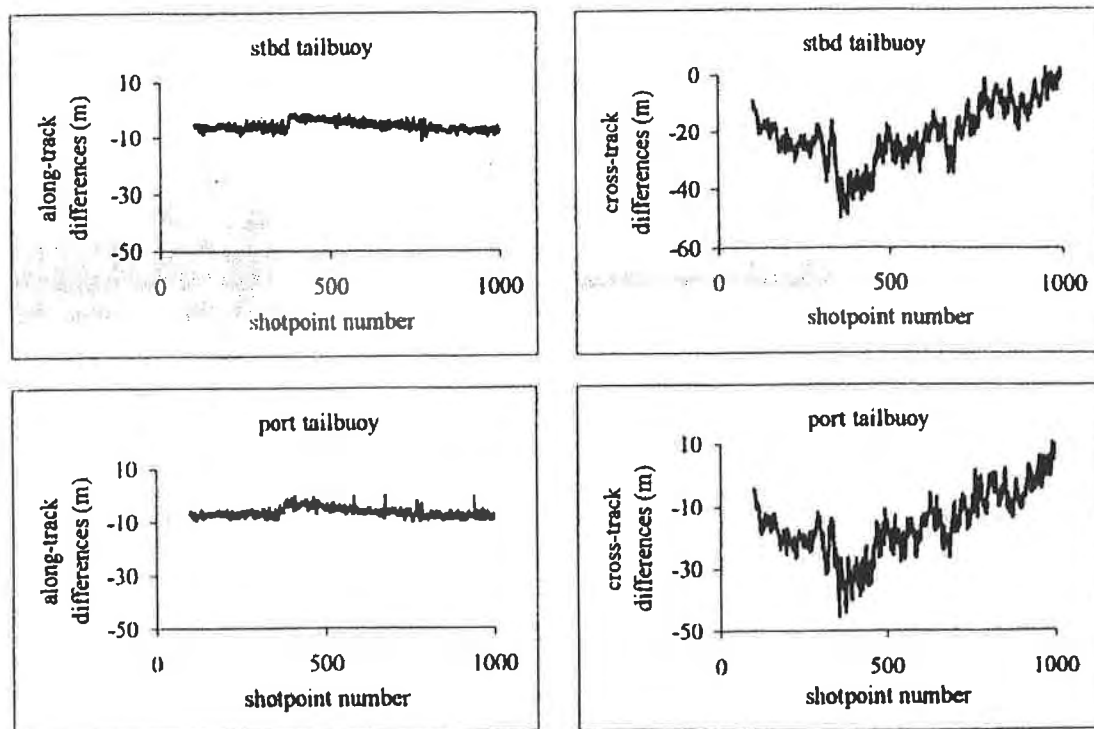 stbd tailbuoy
along-track
differences (m)
10
-10
-30
-50
0
500
1000
shotpoint number
stbd tailbuoy
cross-track
differences (m)
0
-20
-40
-60
0
500
1000
shotpoint number
port tailbuoy
along-track
differences (m)
10
-10
-30
-50
0
500
1000
shotpoint number
port tailbuoy
cross-track
differences (m)
10
-10
-30
-50
0
500
1000
shotpoint number